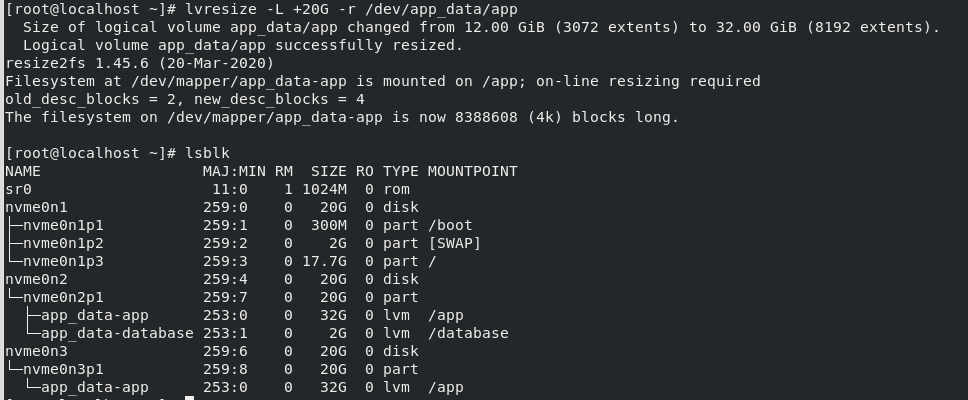 [root@localhost ~]# lvresize -L +20G -r /dev/app_data/app
  Size of logical volume app_data/app changed from 12.00 GiB (3072 extents) to 32.00 GiB (8192 extents).
  Logical volume app_data/app successfully resized.
resize2fs 1.45.6 (20-Mar-2020)
Filesystem at /dev/mapper/app_data-app is mounted on /app; on-line resizing required
old_desc_blocks = 2, new_desc_blocks = 4
The filesystem on /dev/mapper/app_data-app is now 8388608 (4k) blocks long.

[root@localhost ~]# lsblk
NAME                  MAJ:MIN RM  SIZE RO TYPE MOUNTPOINT
sr0                    11:0    1 1024M  0 rom
nvme0n1               259:0    0   20G  0 disk
├─nvme0n1p1           259:1    0  300M  0 part /boot
├─nvme0n1p2           259:2    0    2G  0 part [SWAP]
└─nvme0n1p3           259:3    0 17.7G  0 part /
nvme0n2               259:4    0   20G  0 disk
└─nvme0n2p1           259:7    0   20G  0 part
  ├─app_data-app      253:0    0   32G  0 lvm  /app
  └─app_data-database 253:1    0    2G  0 lvm  /database
nvme0n3               259:6    0   20G  0 disk
└─nvme0n3p1           259:8    0   20G  0 part
  └─app_data-app      253:0    0   32G  0 lvm  /app